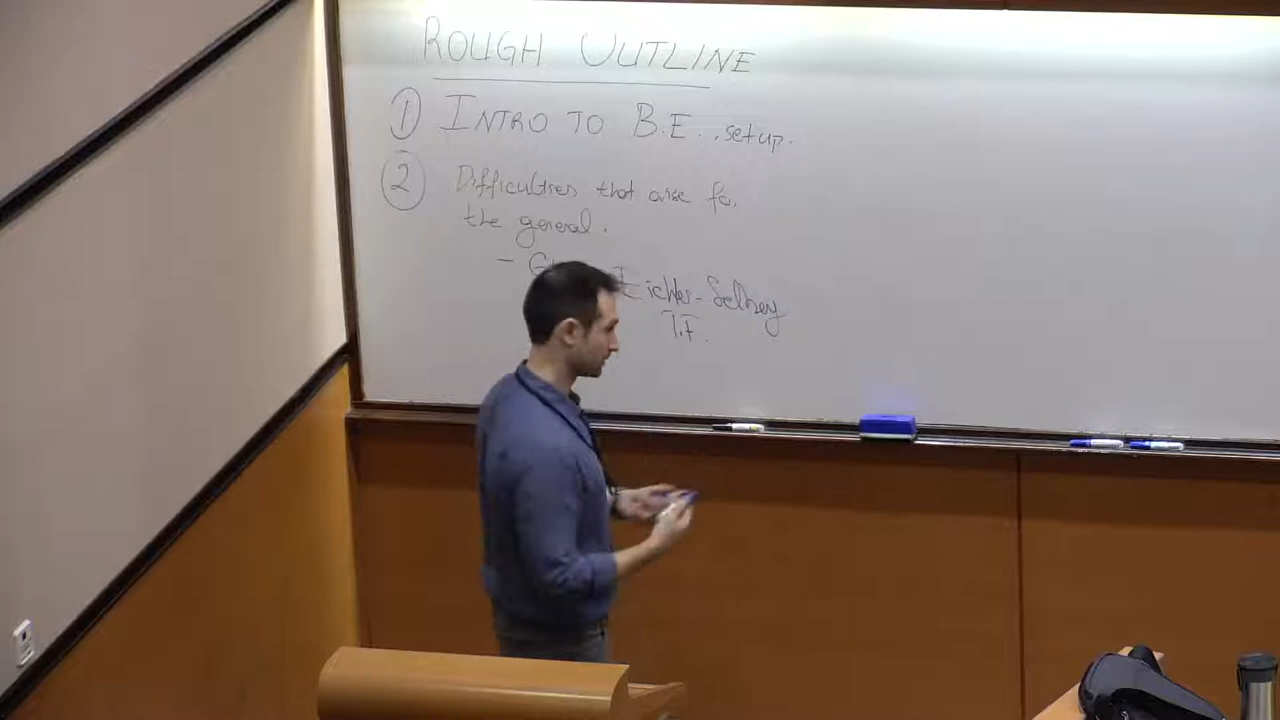 ROUGH OUTLINE
① INTRO TO B.E...setup.
② Difficulties that arise for
the general.
- Eichler-Selberg
T.F.